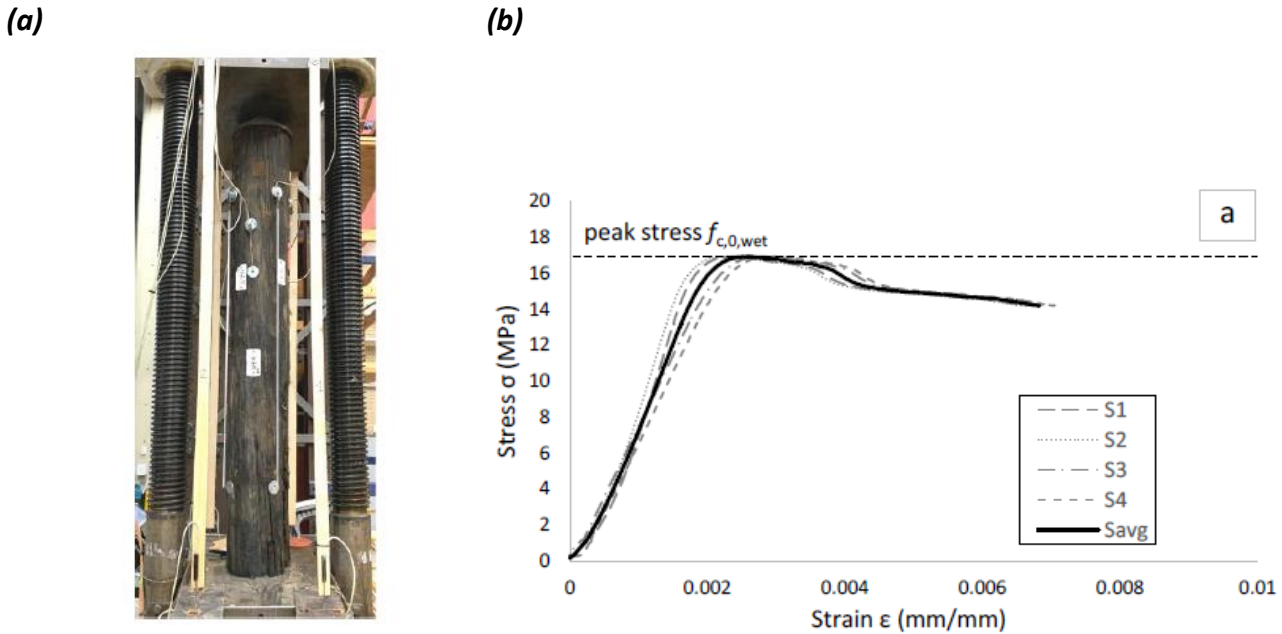 (a)
(b)
a
20
peak stress fc,0,wet
18
16
14
12
10
8
6
4
2
0
Stress σ (MPa)
S1
S2
S3
S4
Savg
0
0.002
0.004
0.006
0.008
0.01
Strain ε (mm/mm)